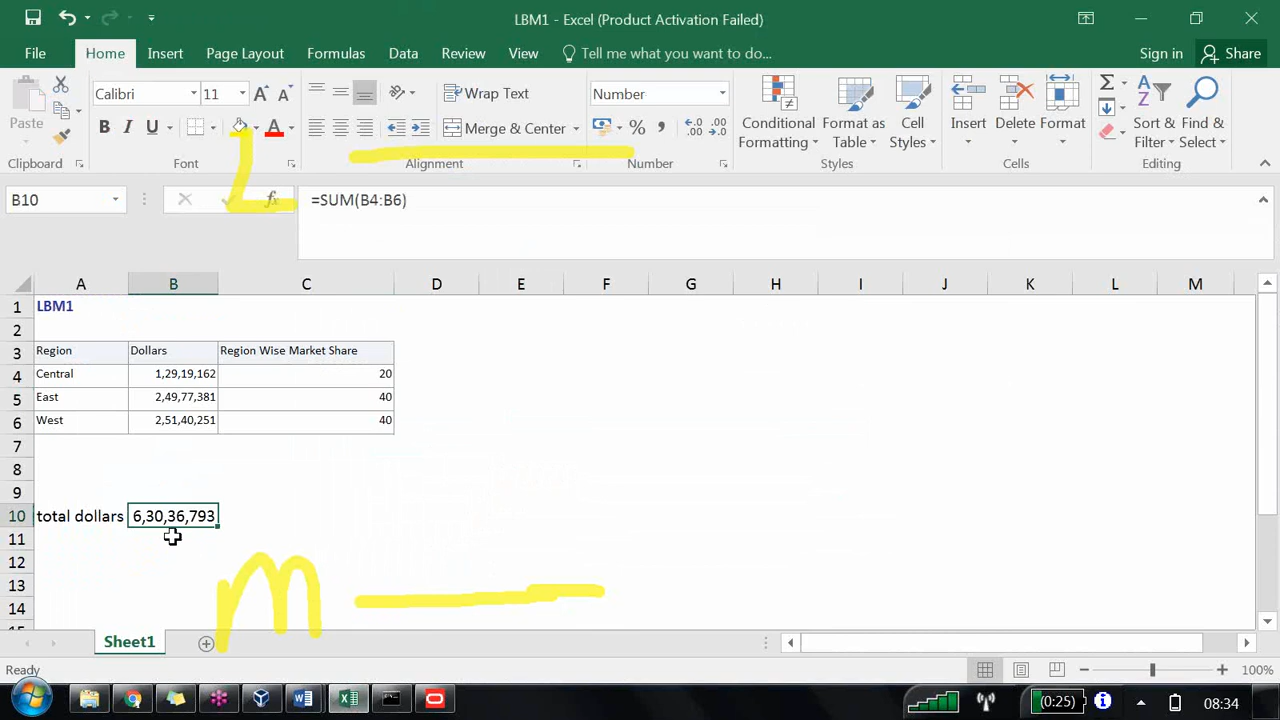 LBM1 - Excel (Product Activation Failed)
File Home Insert Page Layout Formulas Data Review View Tell me what you want to do... Sign in Share
Paste Calibri 11 Wrap Text Number
B I U A Merge & Center % , Conditional Formatting Format as Table Cell Styles Insert Delete Format Sort & Filter Find & Select
Clipboard Font Alignment Number Styles Cells Editing
L
B10 fx =SUM(B4:B6)
A B C D E F G H I J K L M
1 LBM1
2
3 Region Dollars Region Wise Market Share
4 Central 1,29,19,162 20
5 East 2,49,77,381 40
6 West 2,51,40,251 40
7
8
9
10 total dollars 6,30,36,793
11
12
13
14
m
Sheet1
Ready 100%
(0:25) 08:34